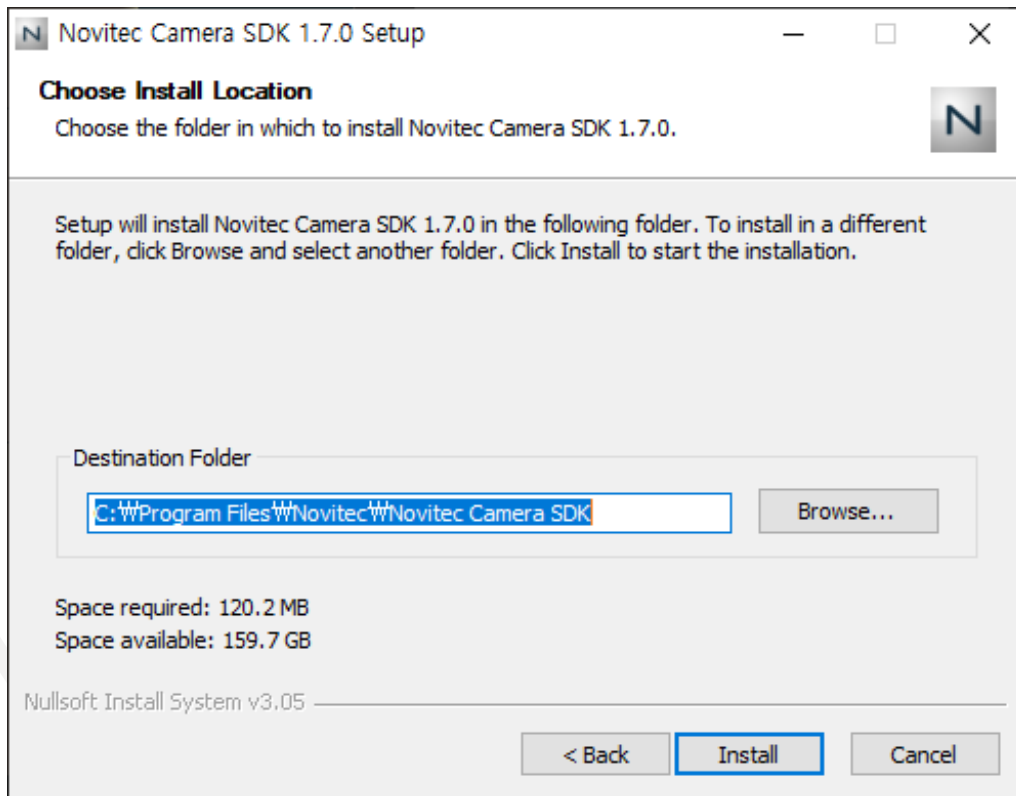 N Novitec Camera SDK 1.7.0 Setup
Choose Install Location
Choose the folder in which to install Novitec Camera SDK 1.7.0.
N
Setup will install Novitec Camera SDK 1.7.0 in the following folder. To install in a different
folder, click Browse and select another folder. Click Install to start the installation.
Destination Folder
C:₩Program Files₩Novitec₩Novitec Camera SDK
Browse...
Space required: 120.2 MB
Space available: 159.7 GB
Nullsoft Install System v3.05
< Back Install Cancel